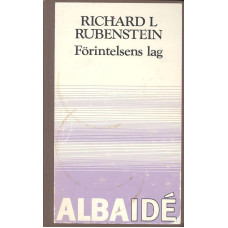 RICHARD L
RUBENSTEIN
Förintelsens lag
ALBAIDÉ